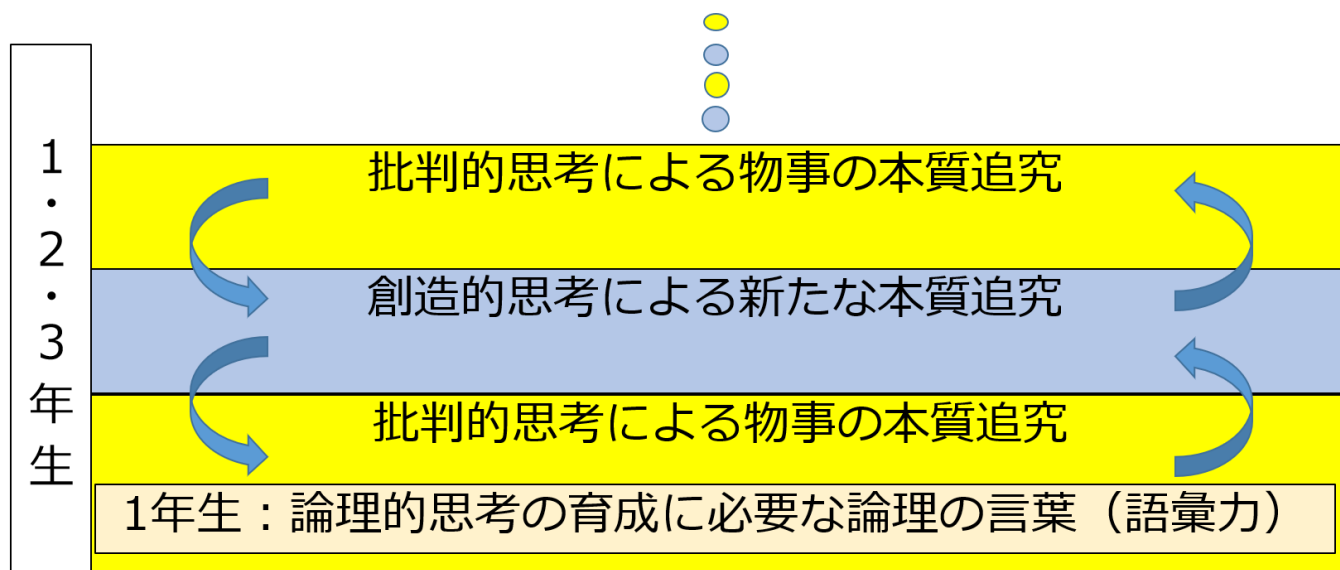 1・2・3年生
批判的思考による物事の本質追究
創造的思考による新たな本質追究
批判的思考による物事の本質追究
1年生：論理的思考の育成に必要な論理の言葉（語彙力）